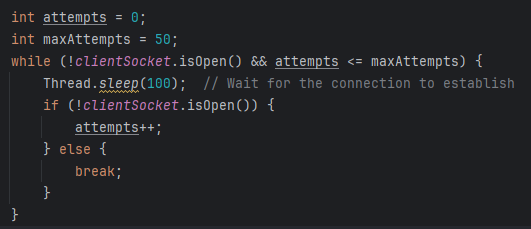 int attempts = 0;
int maxAttempts = 50;
while (!clientSocket.isOpen() && attempts <= maxAttempts) {
    Thread.sleep(100);  // Wait for the connection to establish
    if (!clientSocket.isOpen()) {
        attempts++;
    } else {
        break;
    }
}